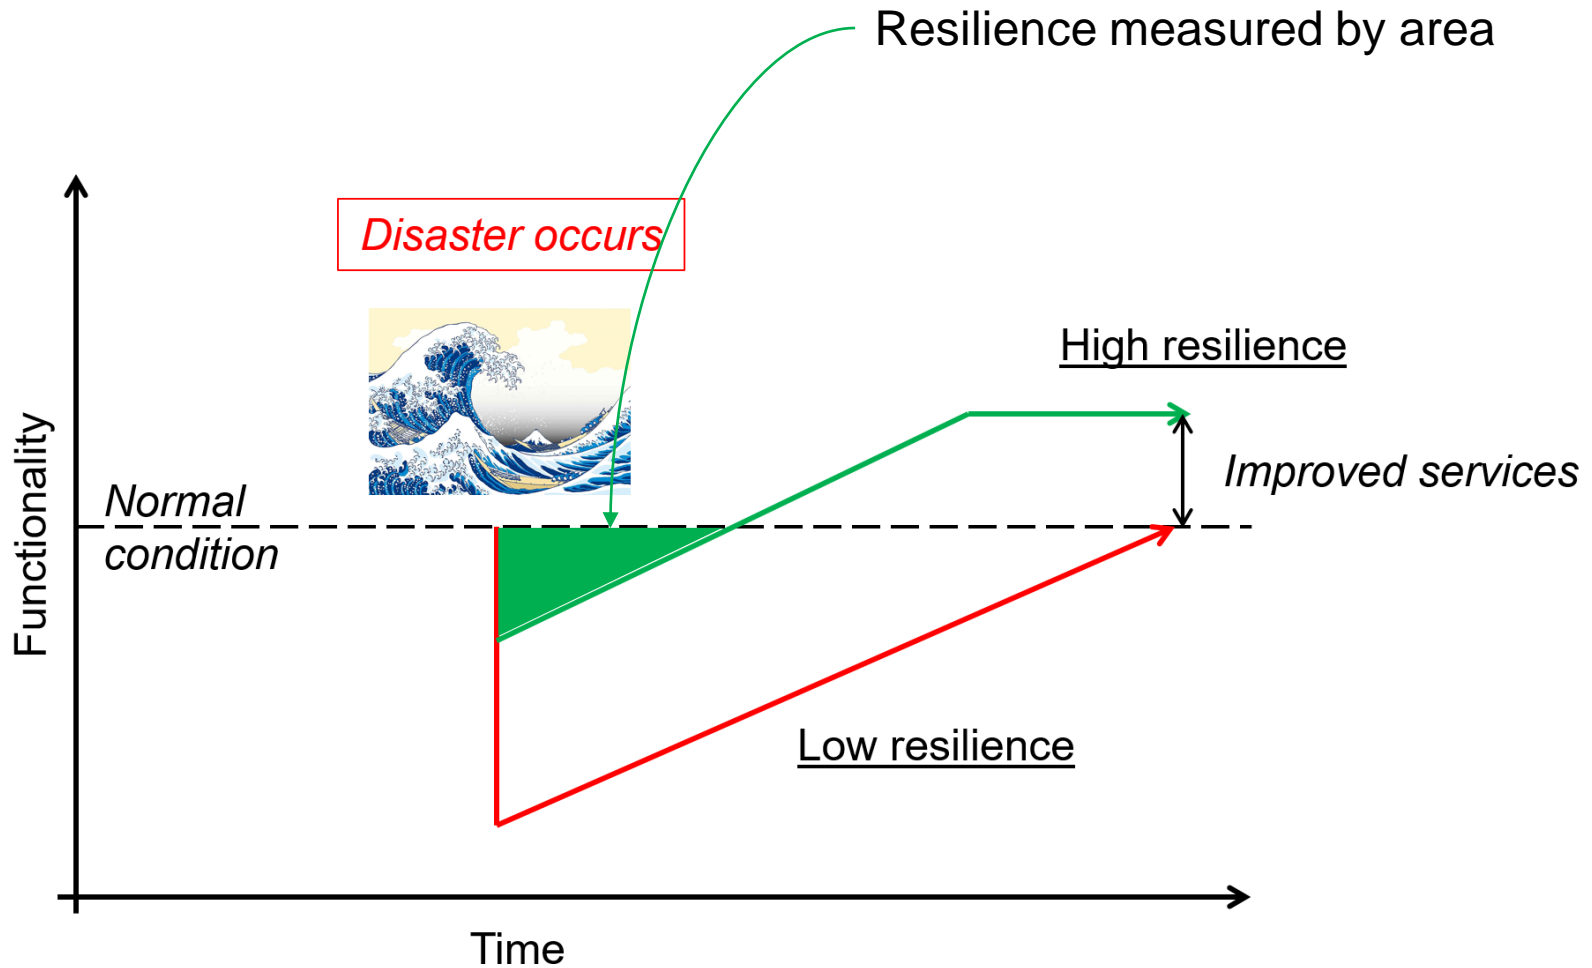 Resilience measured by area
Disaster occurs
High resilience
Improved services
Normal
condition
Functionality
Low resilience
Time